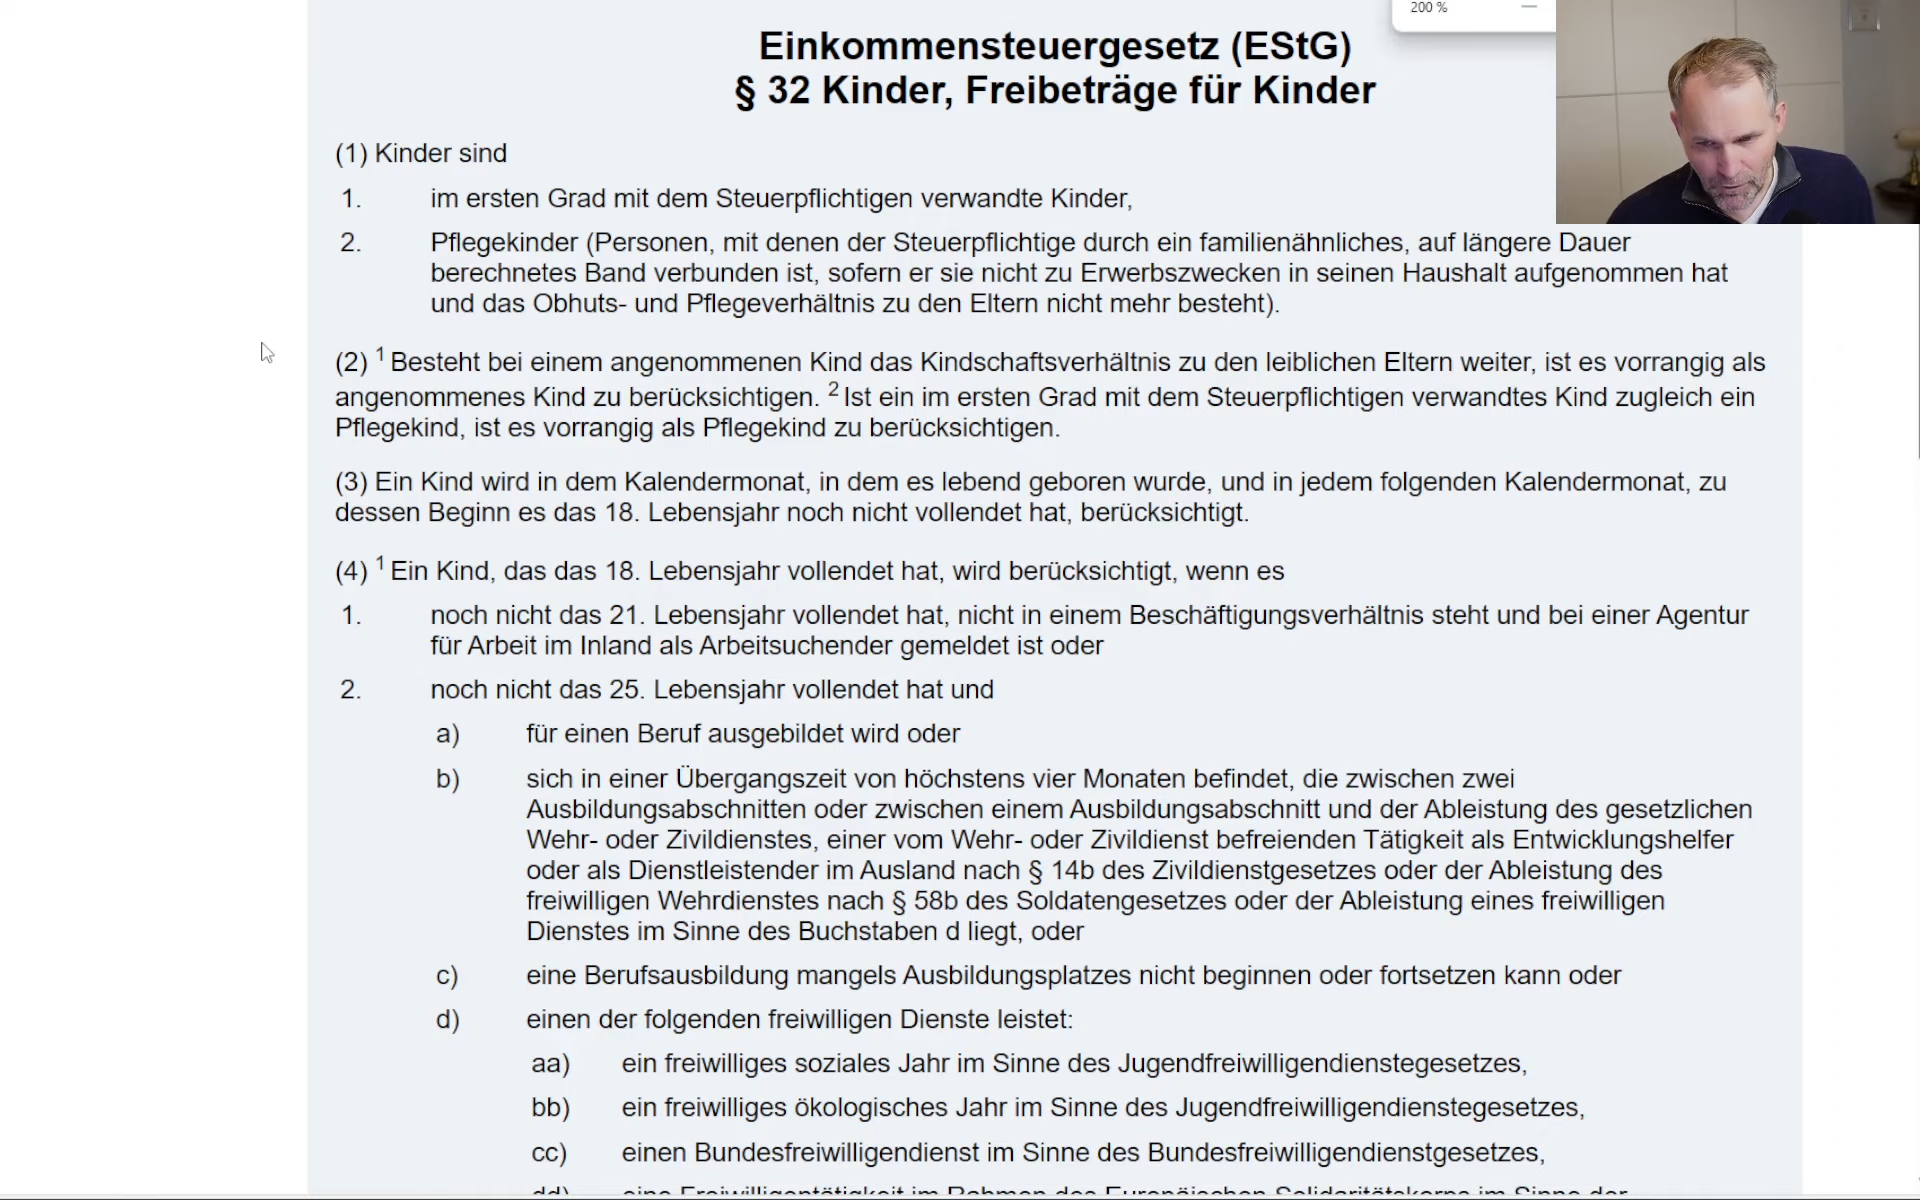 200 %
Einkommensteuergesetz (EStG)
§ 32 Kinder, Freibeträge für Kinder
(1) Kinder sind
1. im ersten Grad mit dem Steuerpflichtigen verwandte Kinder,
2. Pflegekinder (Personen, mit denen der Steuerpflichtige durch ein familienähnliches, auf längere Dauer
berechnetes Band verbunden ist, sofern er sie nicht zu Erwerbszwecken in seinen Haushalt aufgenommen hat
und das Obhuts- und Pflegeverhältnis zu den Eltern nicht mehr besteht).
(2) ¹ Besteht bei einem angenommenen Kind das Kindschaftsverhältnis zu den leiblichen Eltern weiter, ist es vorrangig als
angenommenes Kind zu berücksichtigen. ² Ist ein im ersten Grad mit dem Steuerpflichtigen verwandtes Kind zugleich ein
Pflegekind, ist es vorrangig als Pflegekind zu berücksichtigen.
(3) Ein Kind wird in dem Kalendermonat, in dem es lebend geboren wurde, und in jedem folgenden Kalendermonat, zu
dessen Beginn es das 18. Lebensjahr noch nicht vollendet hat, berücksichtigt.
(4) ¹ Ein Kind, das das 18. Lebensjahr vollendet hat, wird berücksichtigt, wenn es
1. noch nicht das 21. Lebensjahr vollendet hat, nicht in einem Beschäftigungsverhältnis steht und bei einer Agentur
für Arbeit im Inland als Arbeitsuchender gemeldet ist oder
2. noch nicht das 25. Lebensjahr vollendet hat und
a) für einen Beruf ausgebildet wird oder
b) sich in einer Übergangszeit von höchstens vier Monaten befindet, die zwischen zwei
Ausbildungsabschnitten oder zwischen einem Ausbildungsabschnitt und der Ableistung des gesetzlichen
Wehr- oder Zivildienstes, einer vom Wehr- oder Zivildienst befreienden Tätigkeit als Entwicklungshelfer
oder als Dienstleistender im Ausland nach § 14b des Zivildienstgesetzes oder der Ableistung des
freiwilligen Wehrdienstes nach § 58b des Soldatengesetzes oder der Ableistung eines freiwilligen
Dienstes im Sinne des Buchstaben d liegt, oder
c) eine Berufsausbildung mangels Ausbildungsplatzes nicht beginnen oder fortsetzen kann oder
d) einen der folgenden freiwilligen Dienste leistet:
aa) ein freiwilliges soziales Jahr im Sinne des Jugendfreiwilligendienstegesetzes,
bb) ein freiwilliges ökologisches Jahr im Sinne des Jugendfreiwilligendienstegesetzes,
cc) einen Bundesfreiwilligendienst im Sinne des Bundesfreiwilligendienstgesetzes,
dd) eine Freiwilligentätigkeit im Rahmen des Europäischen Solidaritätskorps im Sinne der